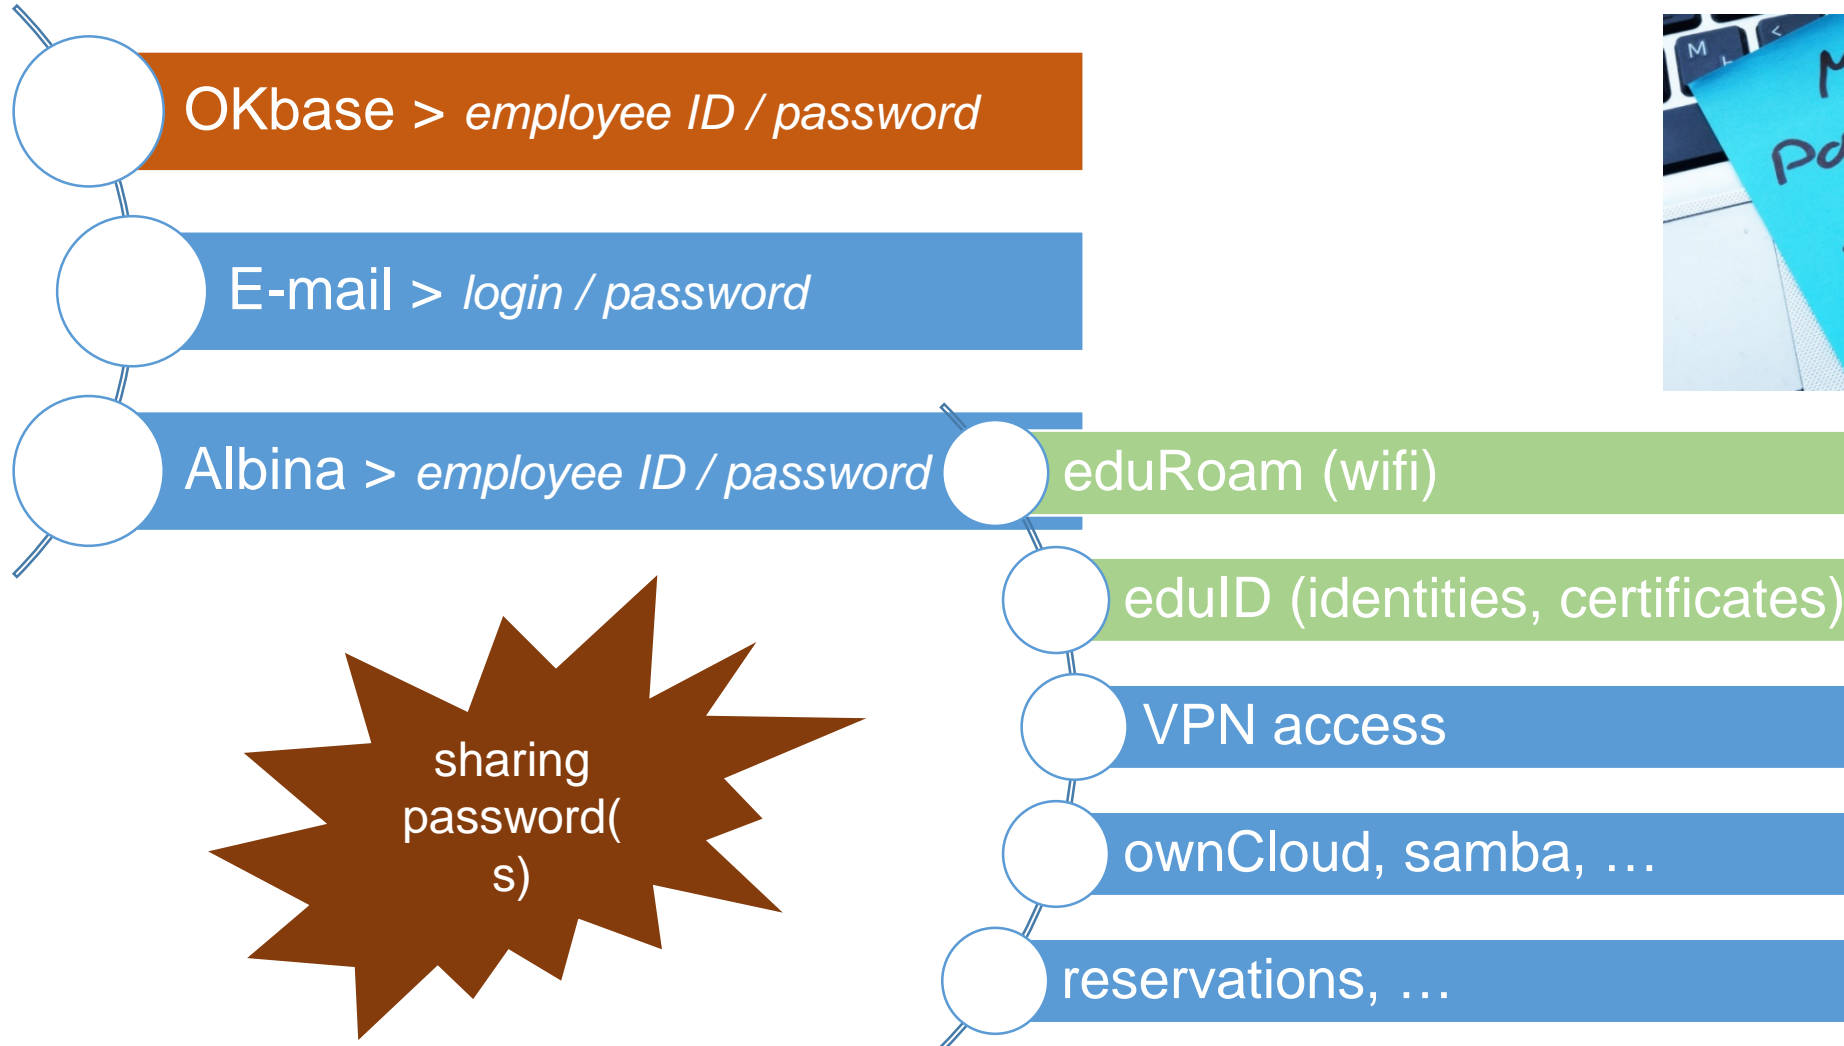 OKbase > employee ID / password
E-mail > login / password
Albina > employee ID / password
eduRoam (wifi)
eduID (identities, certificates)
VPN access
ownCloud, samba, …
reservations, …
sharing
password(
s)
M